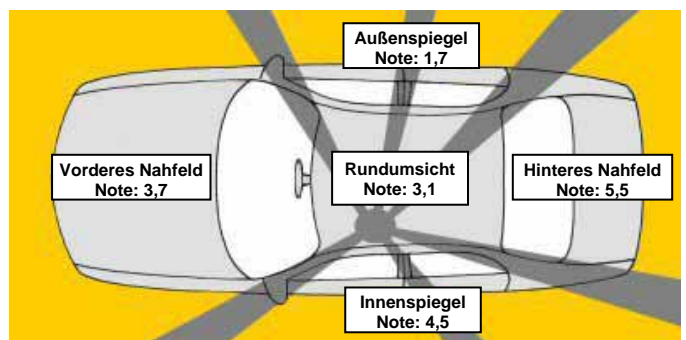 Außenspiegel
Note: 1,7
Vorderes Nahfeld
Note: 3,7
Rundumsicht
Note: 3,1
Hinteres Nahfeld
Note: 5,5
Innenspiegel
Note: 4,5